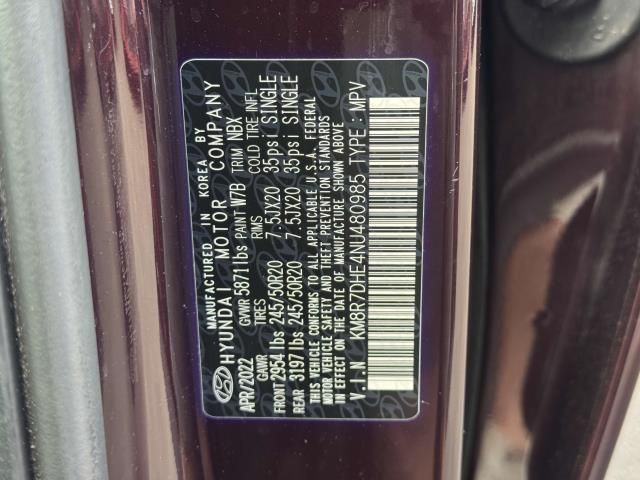 MANUFACTURED IN KOREA BY
HYUNDAI MOTOR COMPANY
APR/2022 GVWR 5871lbs PAINT W7B TRIM NBX
GAWR TIRES RIMS COLD TIRE INFL
FRONT 2954 lbs 245/50R20 7.5JX20 35psi SINGLE
REAR 3197 lbs 245/50R20 7.5JX20 35psi SINGLE
THIS VEHICLE CONFORMS TO ALL APPLICABLE U.S.A. FEDERAL
MOTOR VEHICLE SAFETY AND THEFT PREVENTION STANDARDS
IN EFFECT ON THE DATE OF MANUFACTURE SHOWN ABOVE
V.I.N KM8R7DHE4NU480985 TYPE : MPV